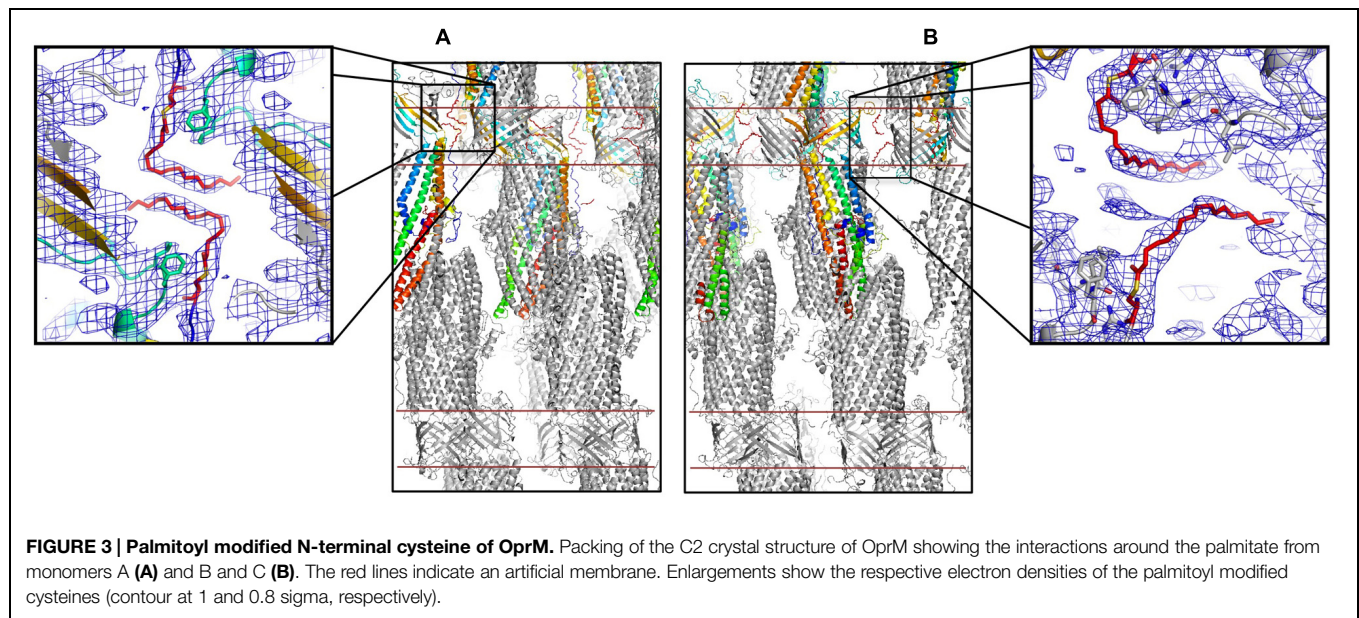 A
B
FIGURE 3 | Palmitoyl modified N-terminal cysteine of OprM. Packing of the C2 crystal structure of OprM showing the interactions around the palmitate from
monomers A (A) and B and C (B). The red lines indicate an artificial membrane. Enlargements show the respective electron densities of the palmitoyl modified
cysteines (contour at 1 and 0.8 sigma, respectively).